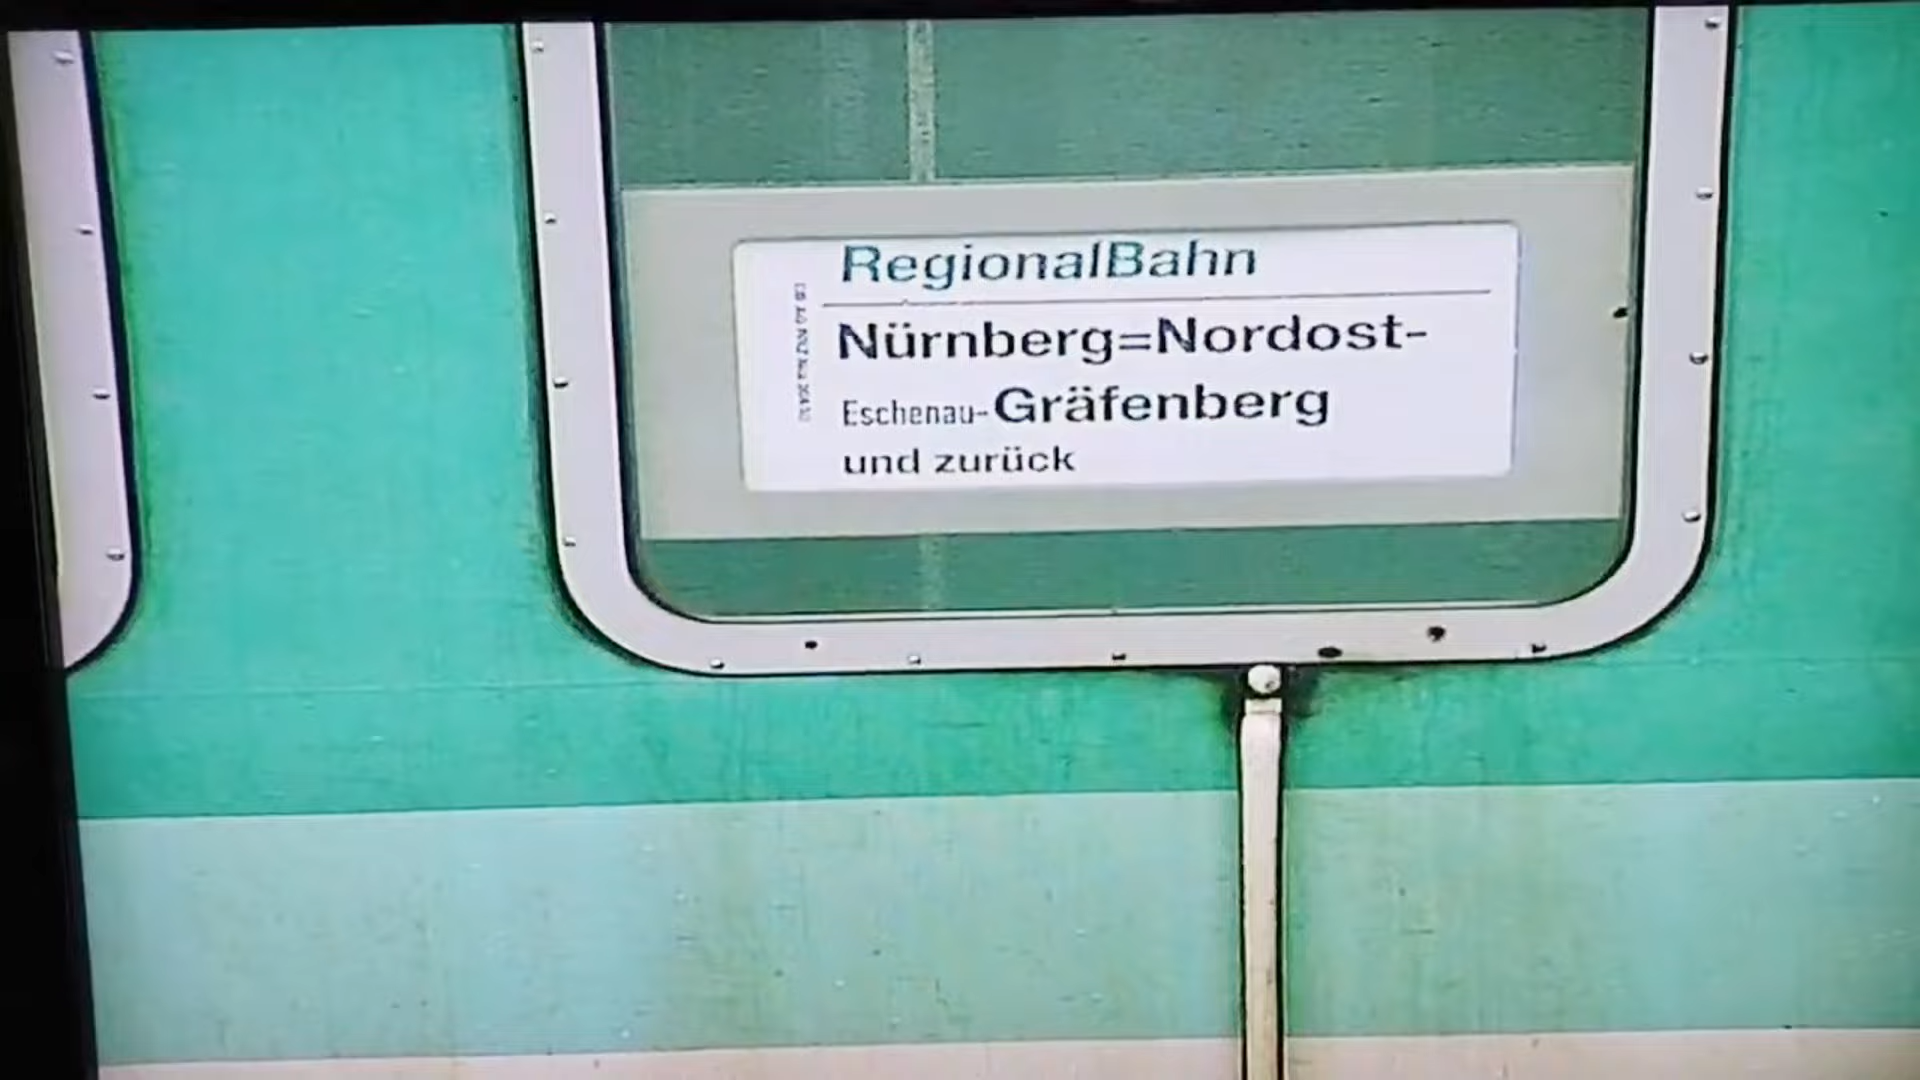 RegionalBahn
Nürnberg=Nordost-
Eschenau-Gräfenberg
und zurück